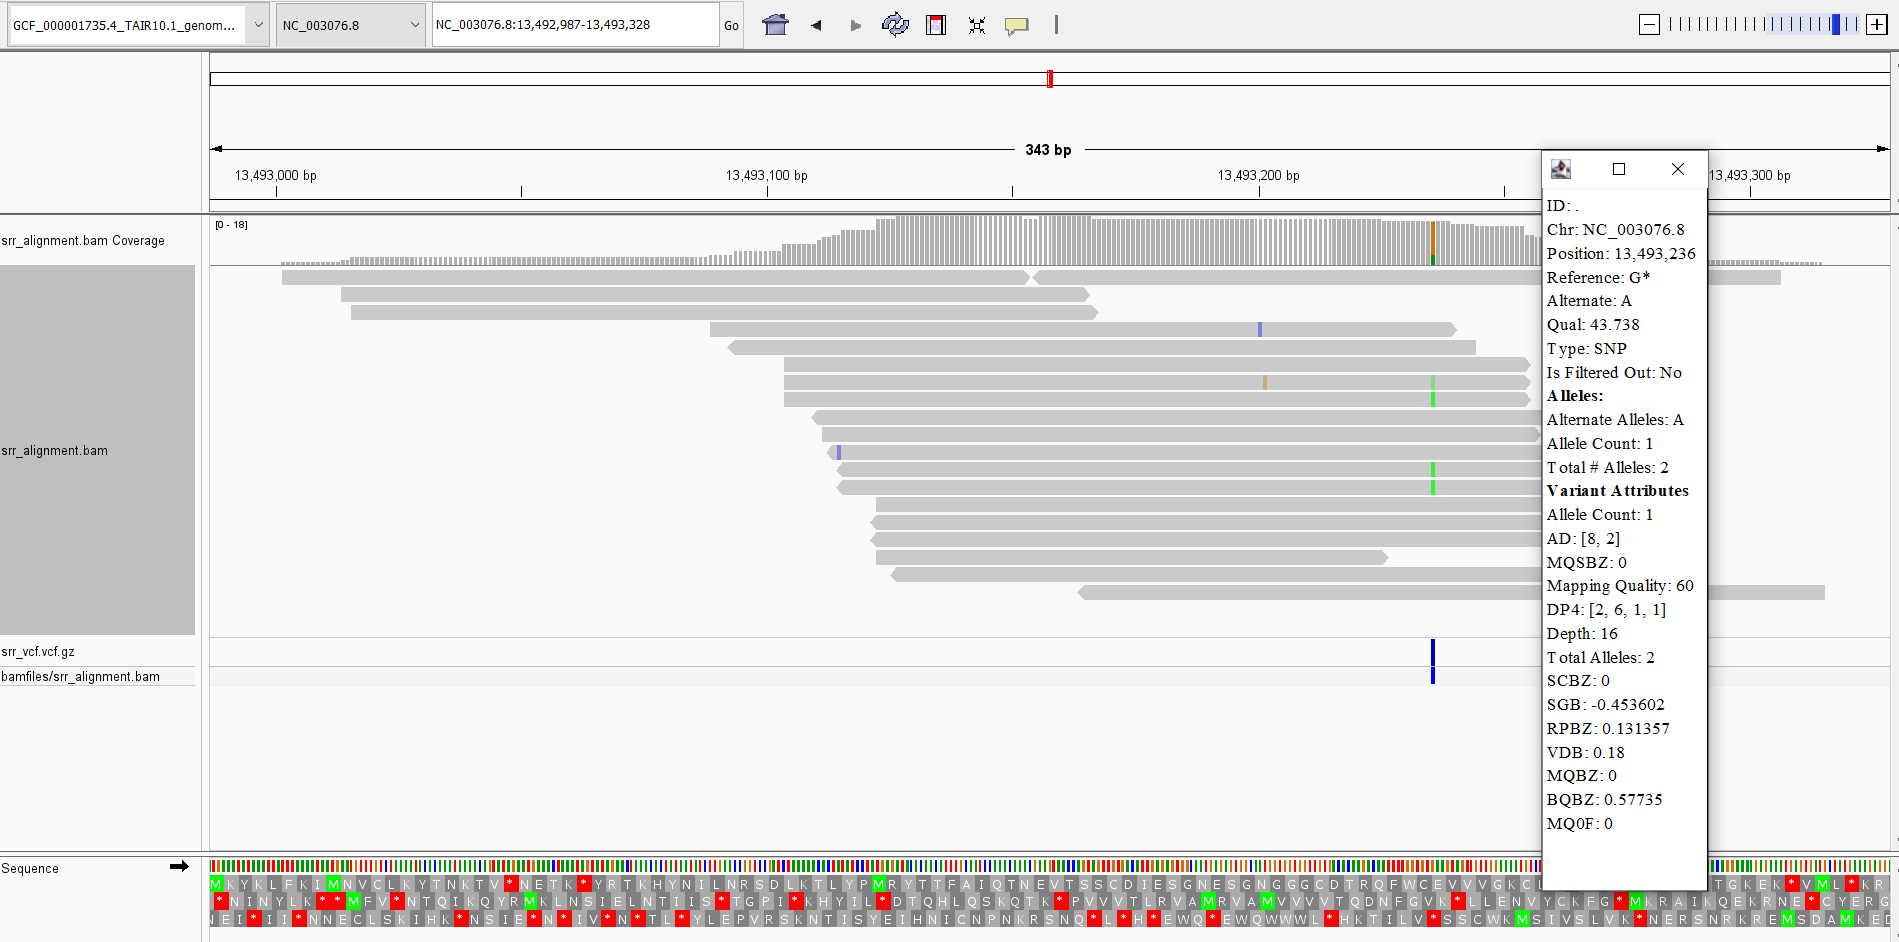 GCF_000001735.4_TAIR10.1_genom...
NC_003076.8
NC_003076.8:13,492,987-13,493,328
Go
343 bp
13,493,000 bp
13,493,100 bp
13,493,200 bp
13,493,300 bp
srr_alignment.bam Coverage
[0 - 18]
srr_alignment.bam
srr_vcf.vcf.gz
bamfiles/srr_alignment.bam
ID: .
Chr: NC_003076.8
Position: 13,493,236
Reference: G*
Alternate: A
Qual: 43.738
Type: SNP
Is Filtered Out: No
Alleles:
Alternate Alleles: A
Allele Count: 1
Total # Alleles: 2
Variant Attributes
Allele Count: 1
AD: [8, 2]
MQSBZ: 0
Mapping Quality: 60
DP4: [2, 6, 1, 1]
Depth: 16
Total Alleles: 2
SCBZ: 0
SGB: -0.453602
RPBZ: 0.131357
VDB: 0.18
MQBZ: 0
BQBZ: 0.57735
MQ0F: 0
Sequence